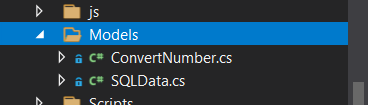 js
Models
C# ConvertNumber.cs
C# SQLData.cs
Scripts